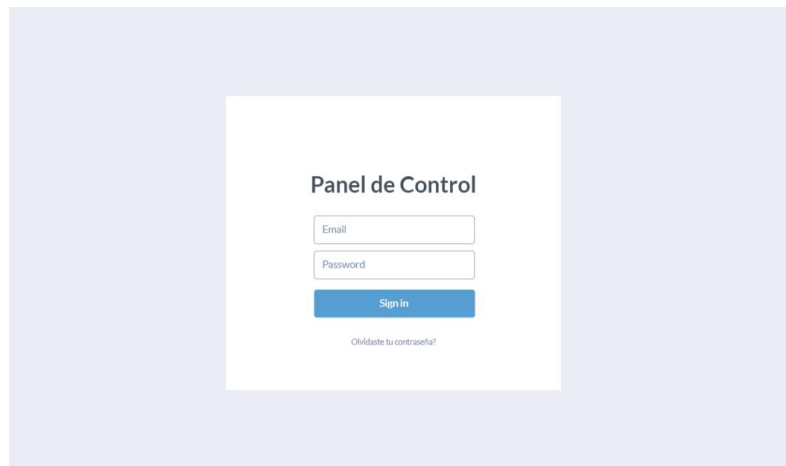 Panel de Control
Email
Password
Sign in
Olvidaste tu contraseña?